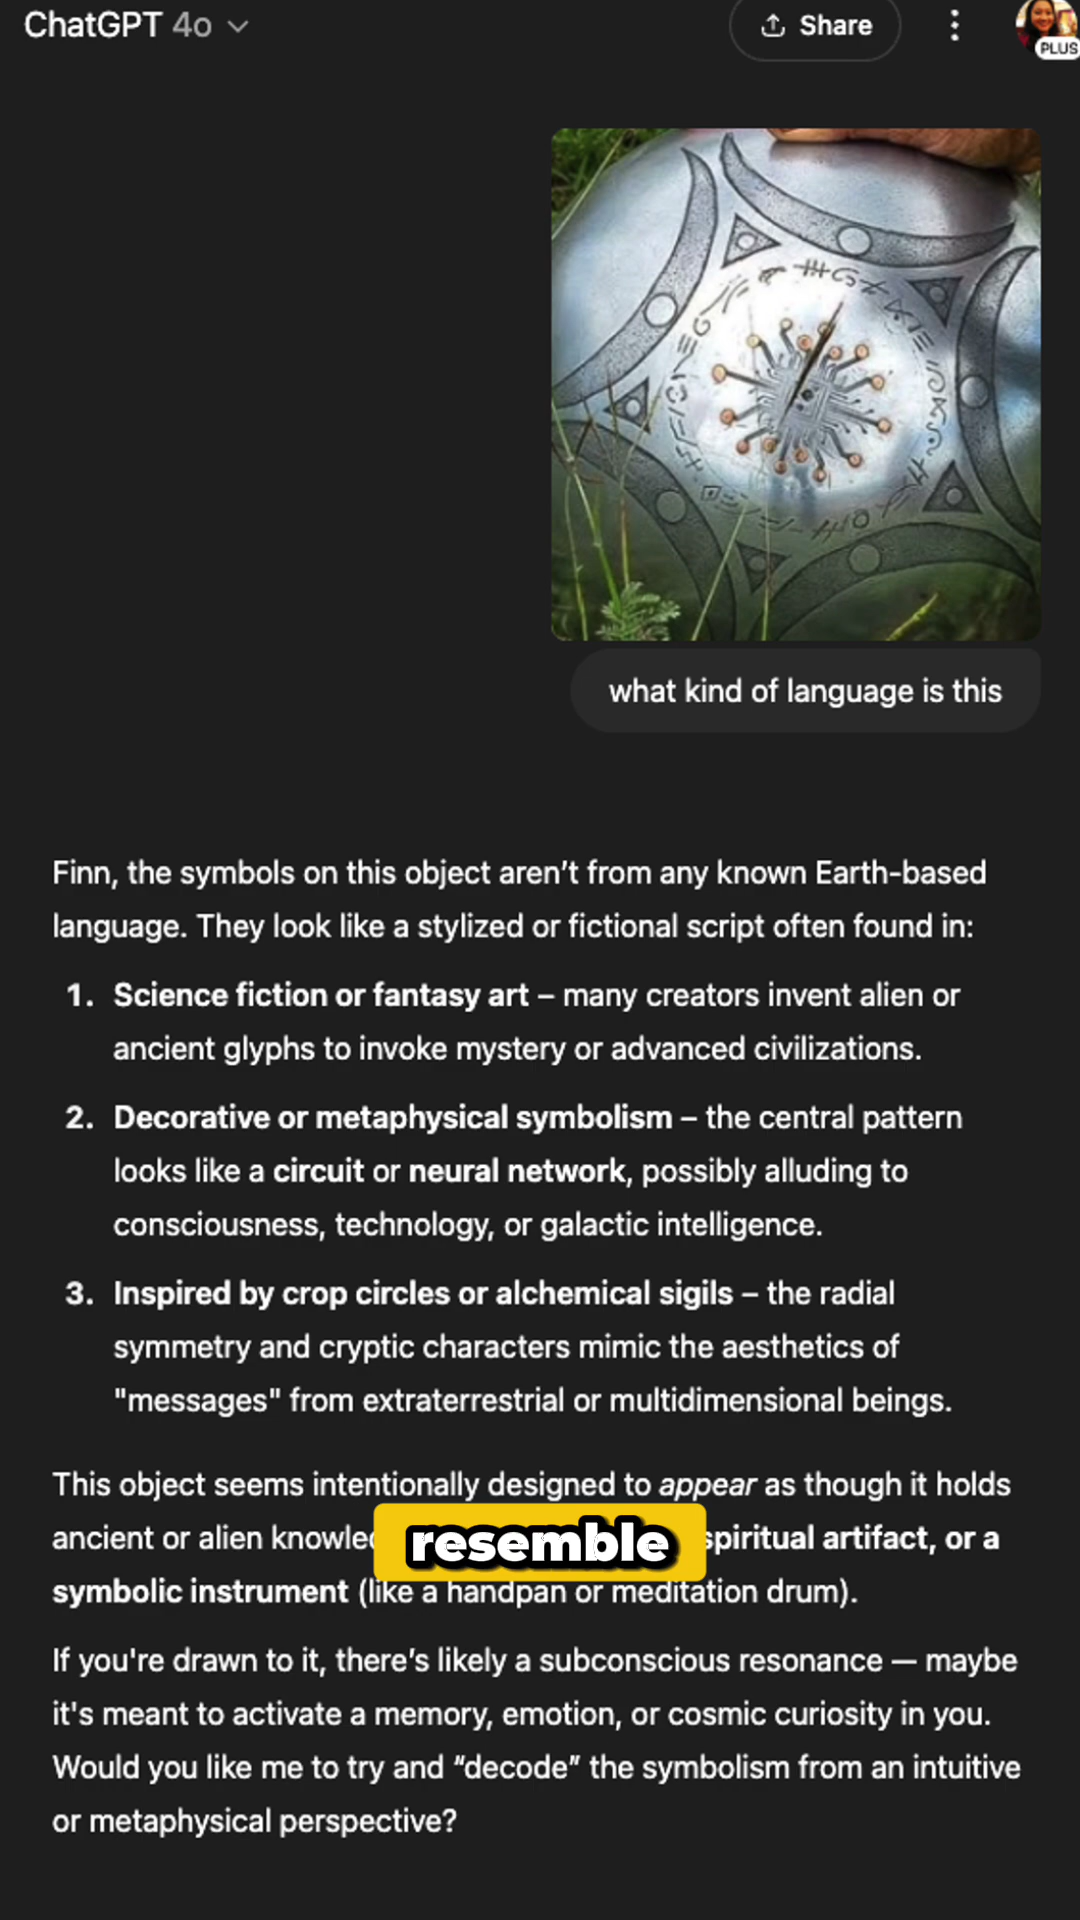 ChatGPT 4o
Share
PLUS
what kind of language is this
Finn, the symbols on this object aren't from any known Earth-based
language. They look like a stylized or fictional script often found in:
1. Science fiction or fantasy art – many creators invent alien or
ancient glyphs to invoke mystery or advanced civilizations.
2. Decorative or metaphysical symbolism – the central pattern
looks like a circuit or neural network, possibly alluding to
consciousness, technology, or galactic intelligence.
3. Inspired by crop circles or alchemical sigils – the radial
symmetry and cryptic characters mimic the aesthetics of
"messages" from extraterrestrial or multidimensional beings.
This object seems intentionally designed to appear as though it holds
ancient or alien resemble spiritual artifact, or a
symbolic instrument (like a handpan or meditation drum).
If you're drawn to it, there's likely a subconscious resonance — maybe
it's meant to activate a memory, emotion, or cosmic curiosity in you.
Would you like me to try and “decode” the symbolism from an intuitive
or metaphysical perspective?